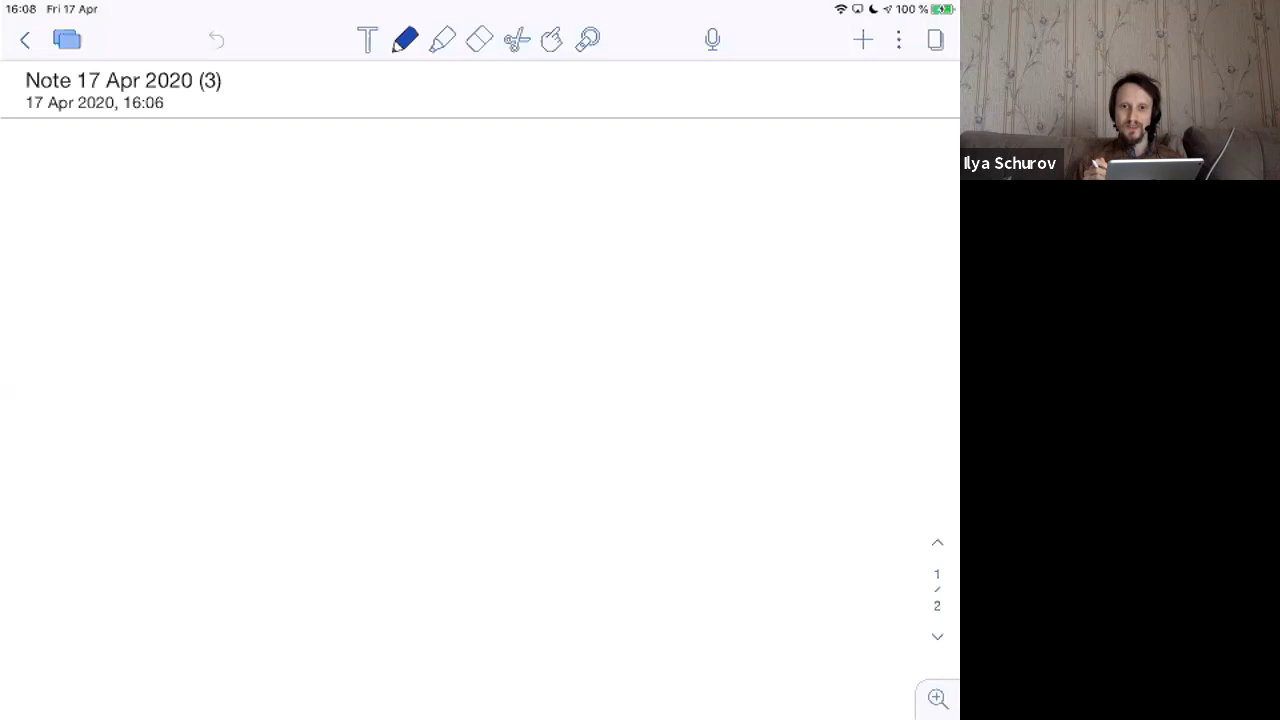 16:08 Fri 17 Apr 100 %
T
Note 17 Apr 2020 (3)
17 Apr 2020, 16:06
Ilya Schurov
1
2